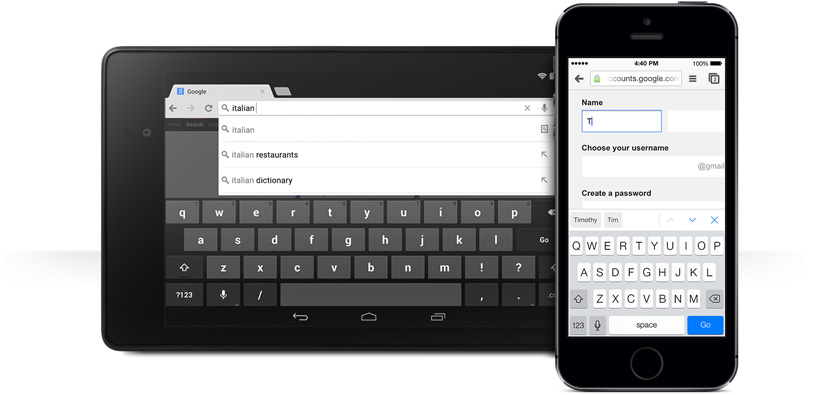 Google
italian
italian
italian restaurants
italian dictionary
q w e r t y u i o p
a s d f g h j k l Go
z x c v b n m ! ?
?123 / , .
4:40 PM 100%
ccounts.google.com
Name
T
Choose your username
@gmail
Create a password
Timothy Tim
Q W E R T Y U I O P
A S D F G H J K L
Z X C V B N M
123 space Go